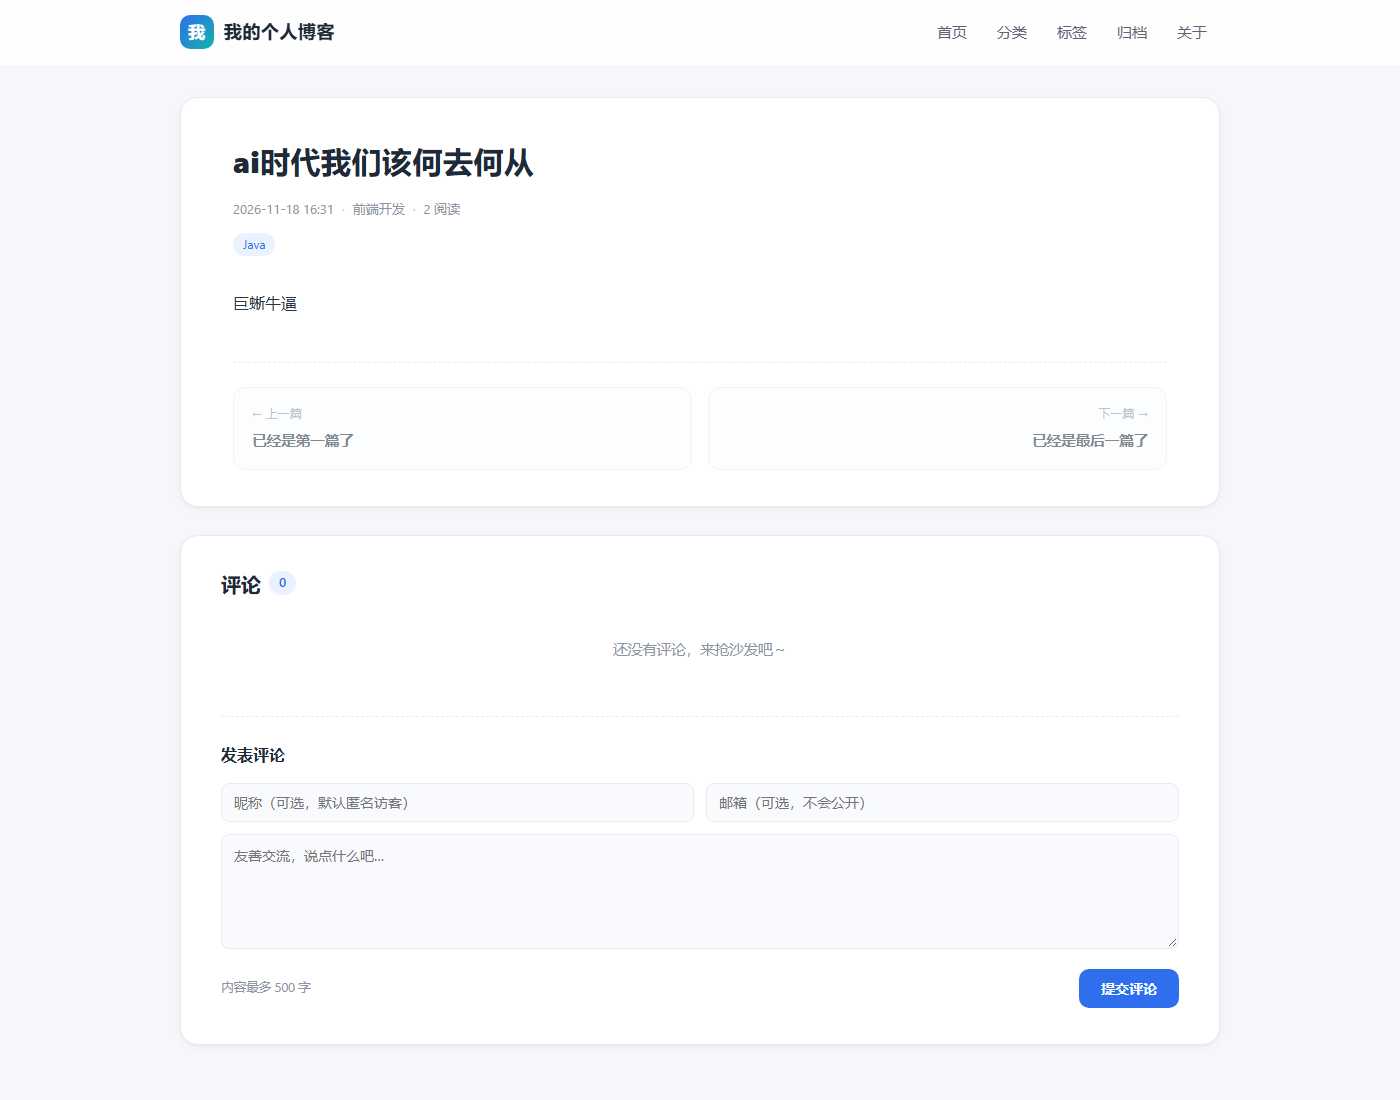 我 我的个人博客 首页 分类 标签 归档 关于
ai时代我们该何去何从
2026-11-18 16:31 · 前端开发 · 2 阅读
Java
巨蜥牛逼
← 上一篇 下一篇 →
已经是第一篇了 已经是最后一篇了
评论 0
还没有评论，来抢沙发吧～
发表评论
昵称（可选，默认匿名访客） 邮箱（可选，不会公开）
友善交流，说点什么吧...
内容最多 500 字 提交评论